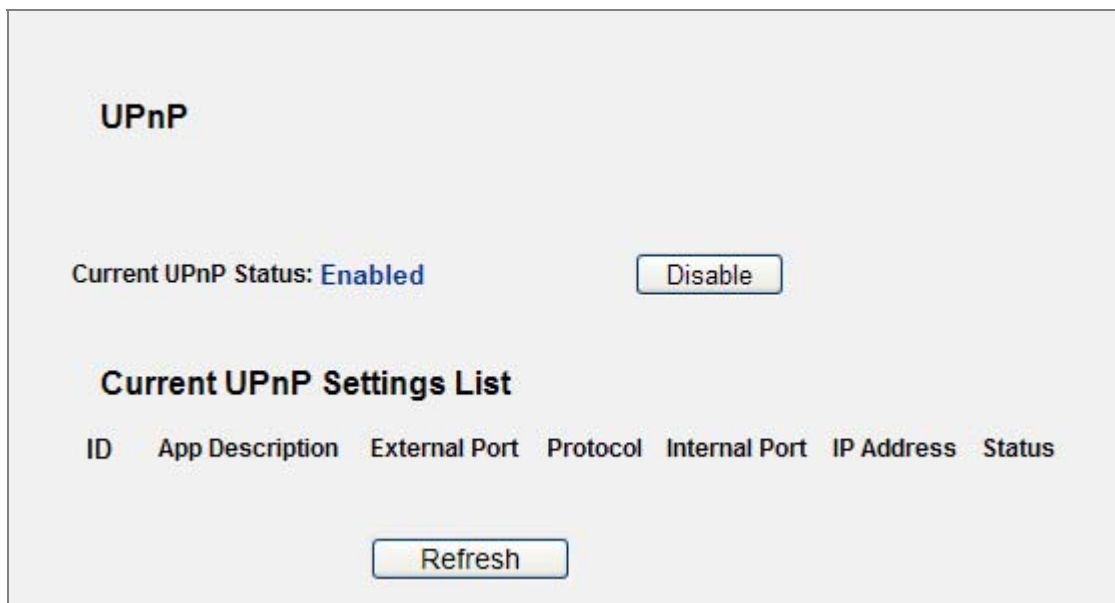 UPnP
Current UPnP Status: Enabled Disable
Current UPnP Settings List
ID App Description External Port Protocol Internal Port IP Address Status
Refresh